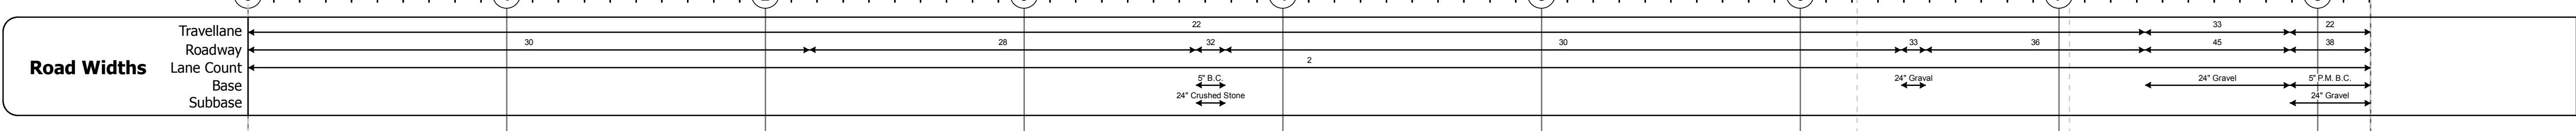 Road Widths
Travellane 22 33 22
Roadway 30 28 32 30 33 36 45 38
Lane Count 2
Base 5" B.C. 24" Graval 24" Gravel 5" P.M. B.C.
Subbase 24" Crushed Stone 24" Gravel